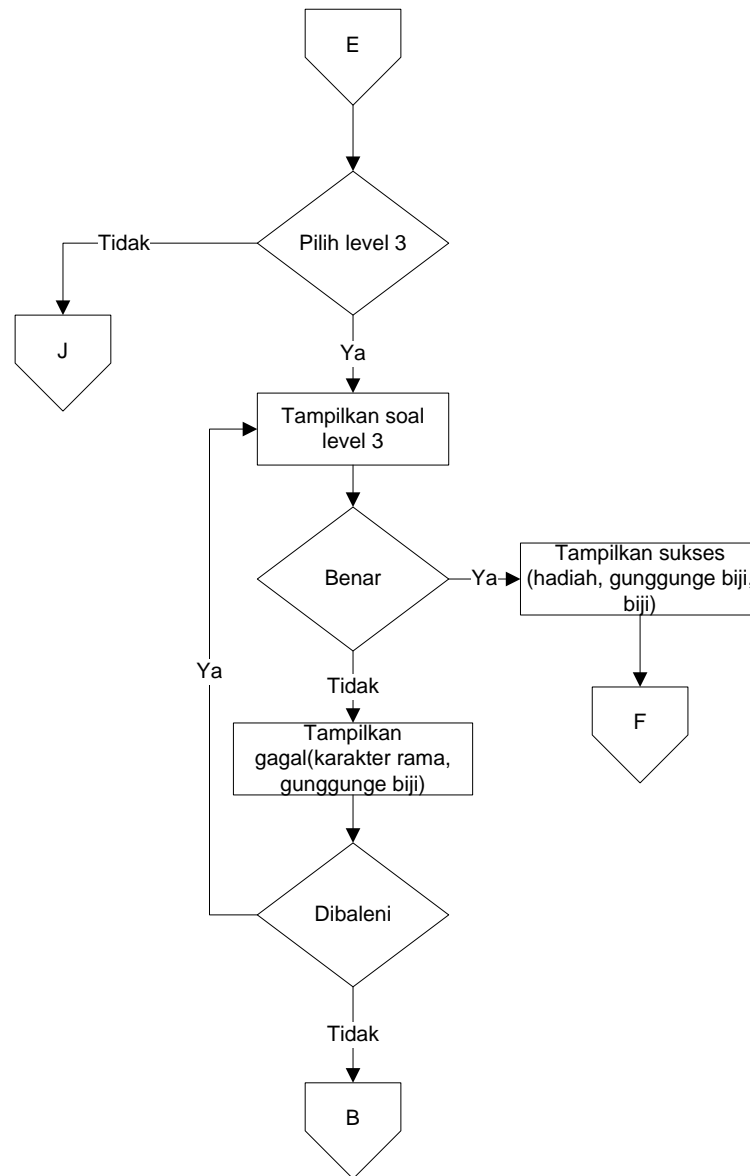 E
Pilih level 3
Tidak
J
Ya
Tampilkan soal
level 3
Benar
Ya
Tampilkan sukses
(hadiah, gunggunge biji,
biji)
F
Ya
Tidak
Tampilkan
gagal(karakter rama,
gunggunge biji)
Dibaleni
Tidak
B